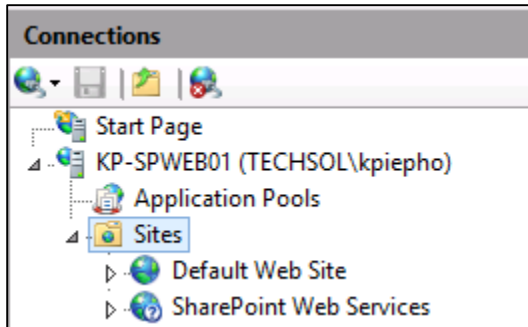 Connections
Start Page
KP-SPWEB01 (TECHSOL\kpiepho)
Application Pools
Sites
Default Web Site
SharePoint Web Services